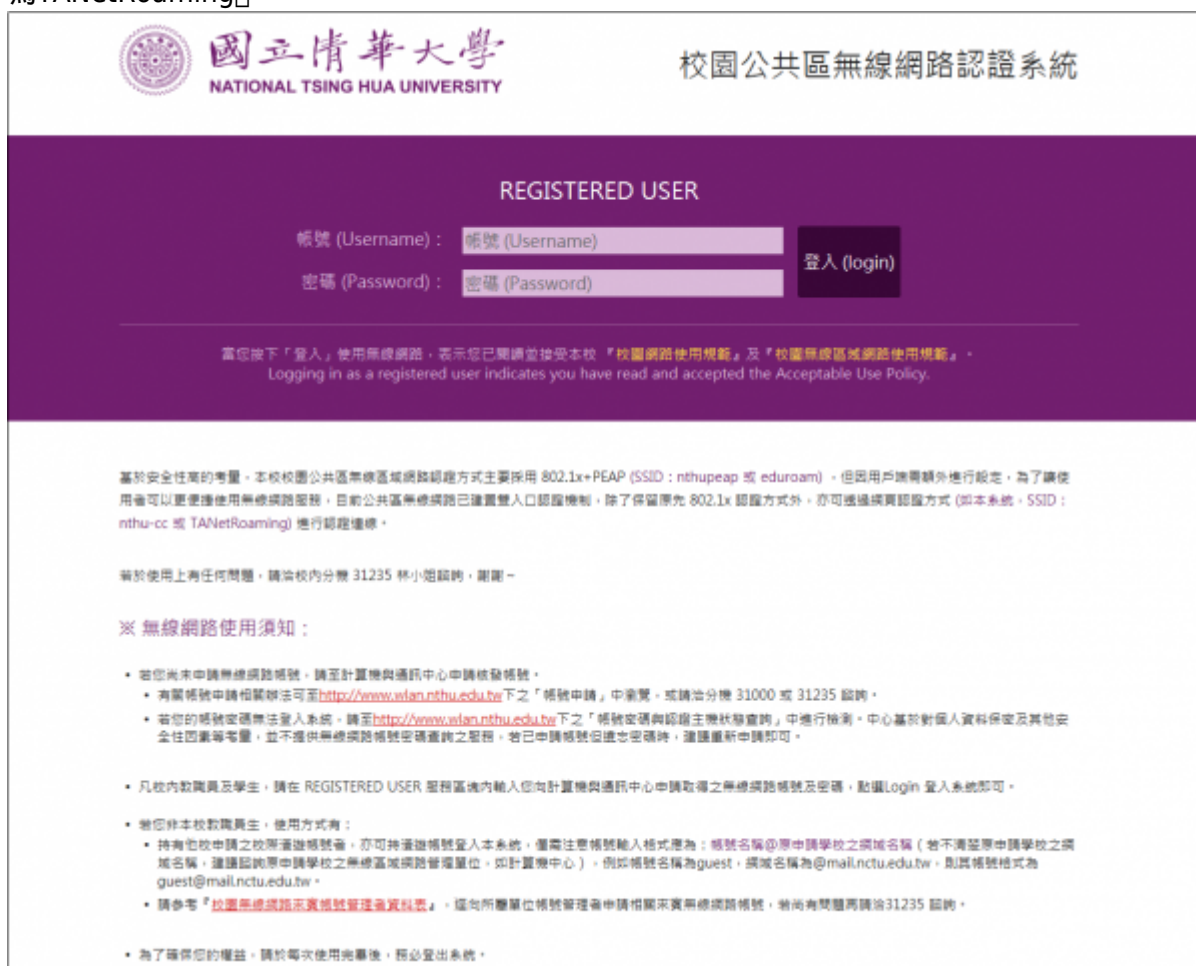 為TANetRoaming
國立清華大學
NATIONAL TSING HUA UNIVERSITY
校園公共區無線網路認證系統
REGISTERED USER
帳號 (Username)：
帳號 (Username)
密碼 (Password)：
密碼 (Password)
登入 (login)
當您按下「登入」使用無線網路，表示您已閱讀並接受本校 『校園網路使用規範』及『校園無線區域網路使用規範』。
Logging in as a registered user indicates you have read and accepted the Acceptable Use Policy.
基於安全性高的考量，本校校園公共區無線區域網路認證方式主要採用 802.1x+PEAP (SSID：nthupeap 或 eduroam) ，但因用戶端需額外進行設定，為了讓使
用者可以更便捷使用無線網路服務，目前公共區無線網路已建置登入口認證機制，除了保留原先 802.1x 認證方式外，亦可透過網頁認證方式 (如本系統，SSID：
nthu-cc 或 TANetRoaming) 進行認證連線。
若於使用上有任何問題，請洽校內分機 31235 林小姐諮詢，謝謝~
※ 無線網路使用須知：
• 若您尚未申請無線網路帳號，請至計算機與通訊中心申請核發帳號。
• 有關帳號申請相關辦法可至http://www.wlan.nthu.edu.tw下之「帳號申請」中瀏覽，或請洽分機 31000 或 31235 諮詢。
• 若您的帳號密碼無法登入系統，請至http://www.wlan.nthu.edu.tw下之「帳號密碼與認證主機狀態查詢」中進行檢測。中心基於對個人資料保密及其他安
全性因素等考量，並不提供無線網路帳號密碼查詢之服務，若已申請帳號但遺忘密碼時，建議重新申請即可。
• 凡校內教職員及學生，請在 REGISTERED USER 服務區塊內輸入您向計算機與通訊中心申請取得之無線網路帳號及密碼，點選Login 登入系統即可。
• 若您非本校教職員生，使用方式有：
• 持有他校申請之校際漫遊帳號者，亦可持漫遊帳號登入本系統，僅需注意帳號輸入格式應為：帳號名稱@原申請學校之網域名稱（若不清楚原申請學校之網
域名稱，建議諮詢原申請學校之無線區域網路管理單位，如計算機中心），例如帳號名稱為guest，網域名稱為@mail.nctu.edu.tw，則其帳號格式為
guest@mail.nctu.edu.tw。
• 請參考『校園無線網路來賓帳號管理者資料表』，逕向所屬單位帳號管理者申請相關來賓無線網路帳號，若尚有問題再請洽31235 諮詢。
• 為了確保您的權益，請於每次使用完畢後，務必登出系統。